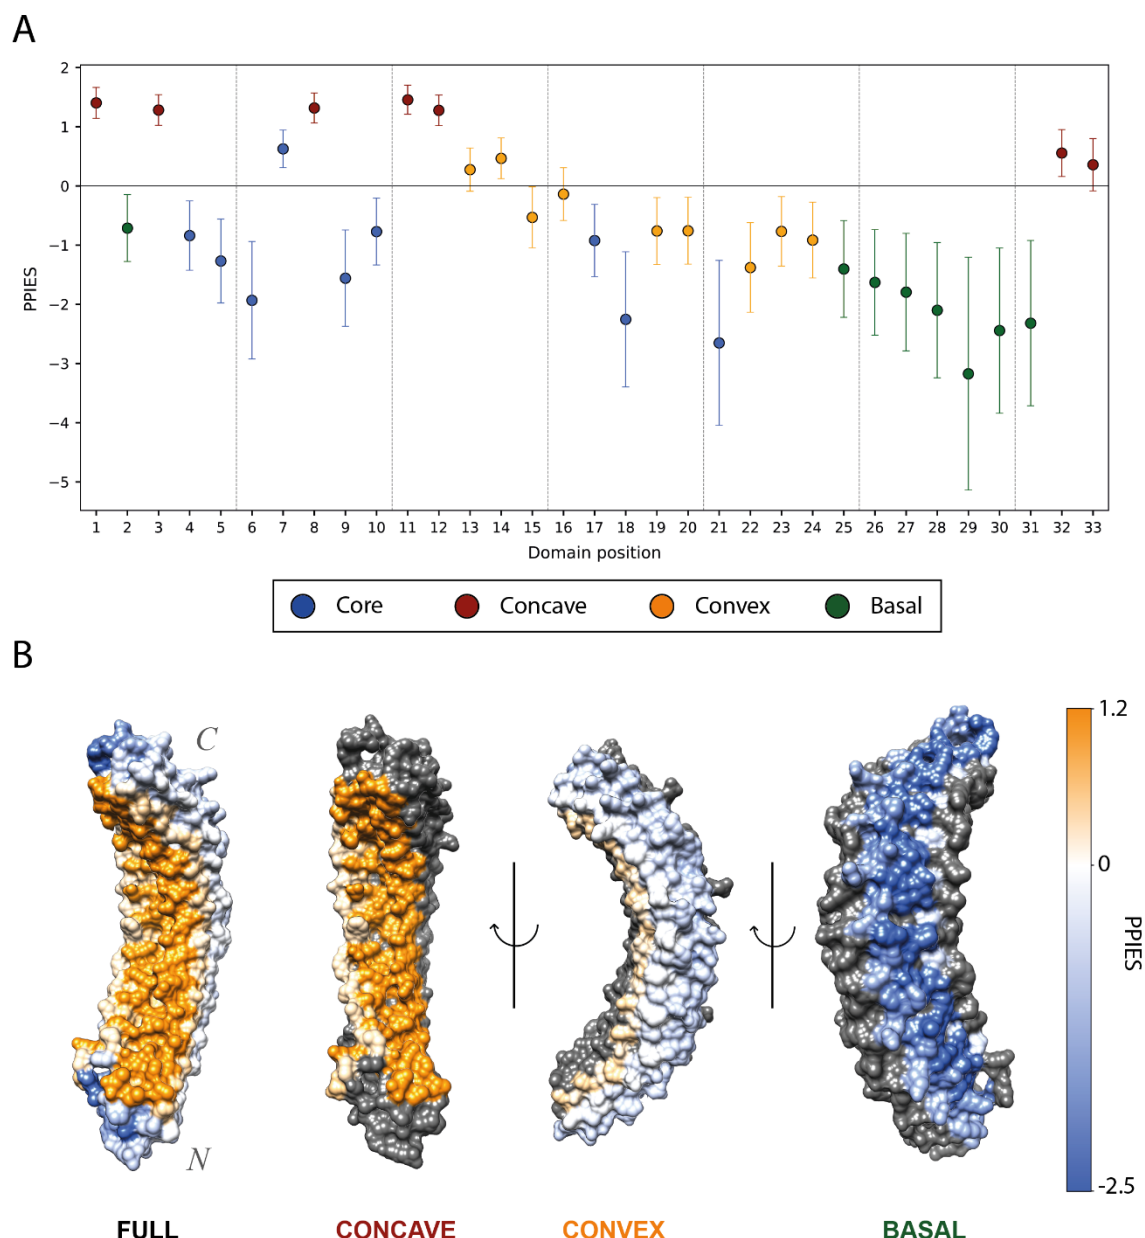 A
2
1
0
−1
−2
−3
−4
−5
PPIES
1 2 3 4 5 6 7 8 9 10 11 12 13 14 15 16 17 18 19 20 21 22 23 24 25 26 27 28 29 30 31 32 33
Domain position
Core Concave Convex Basal
B
C
N
1.2
0
-2.5
PPIES
FULL CONCAVE CONVEX BASAL